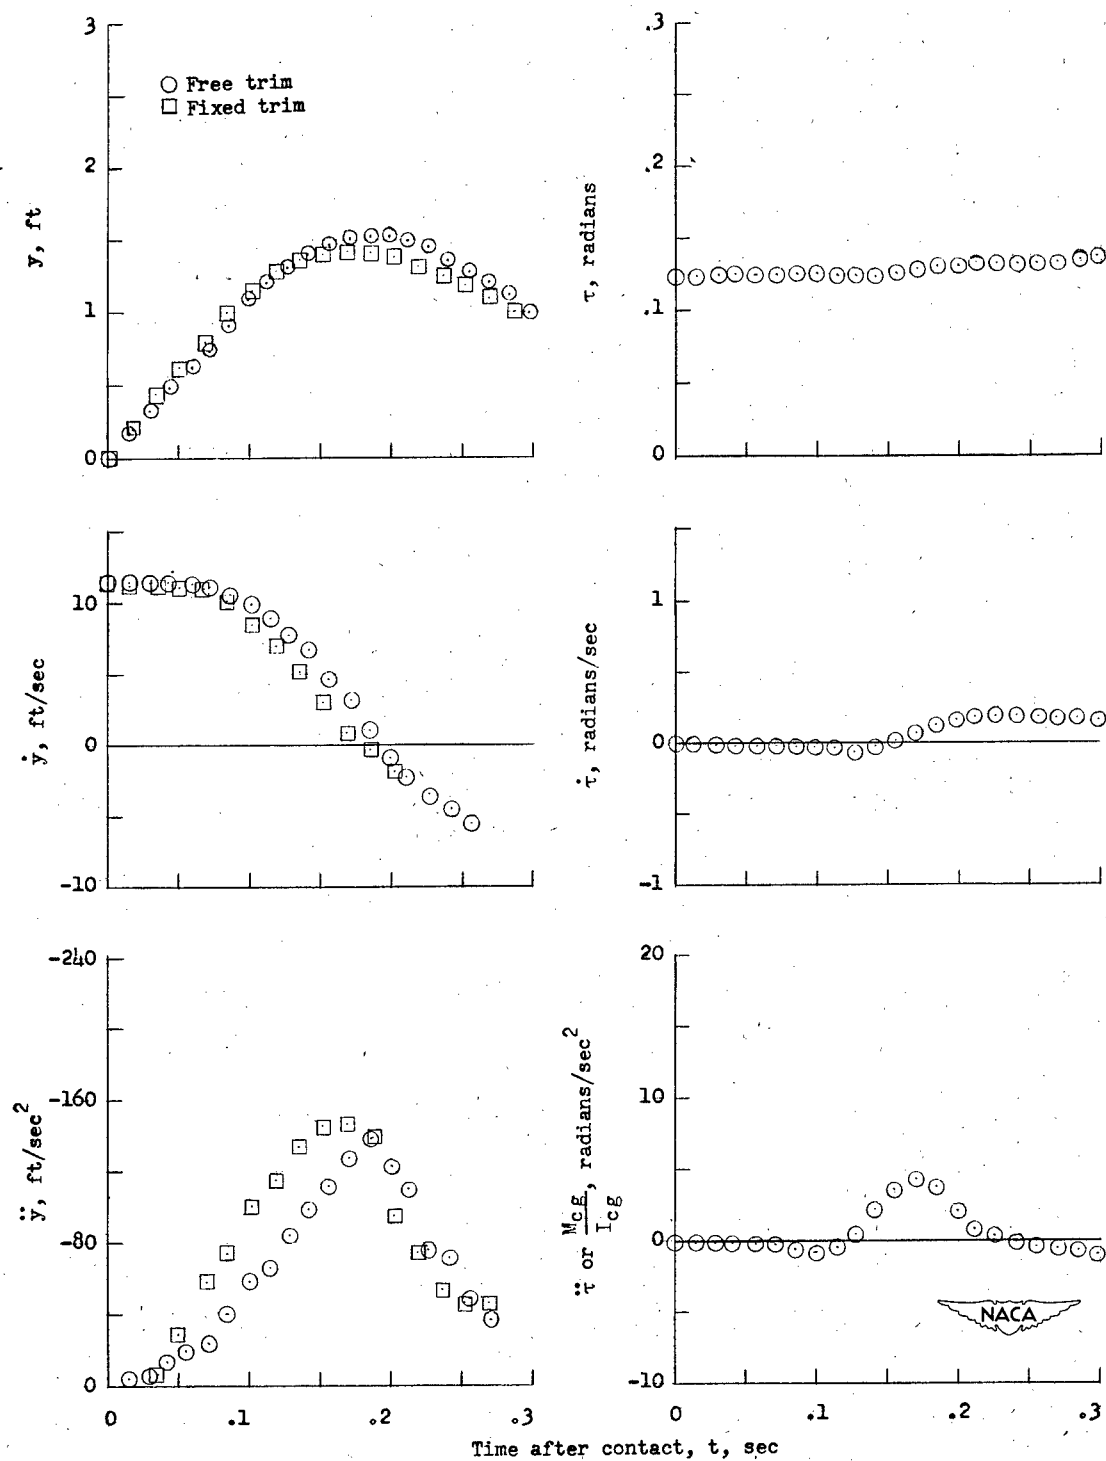 3
2
1
0
y, ft
○ Free trim
□ Fixed trim
.3
.2
.1
0
τ, radians
10
0
-10
ẏ, ft/sec
1
0
-1
τ̇, radians/sec
-240
-160
-80
0
ÿ, ft/sec²
0 .1 .2 .3
20
10
0
-10
τ̈ or Mcg/Icg, radians/sec²
NACA
0 .1 .2 .3
Time after contact, t, sec